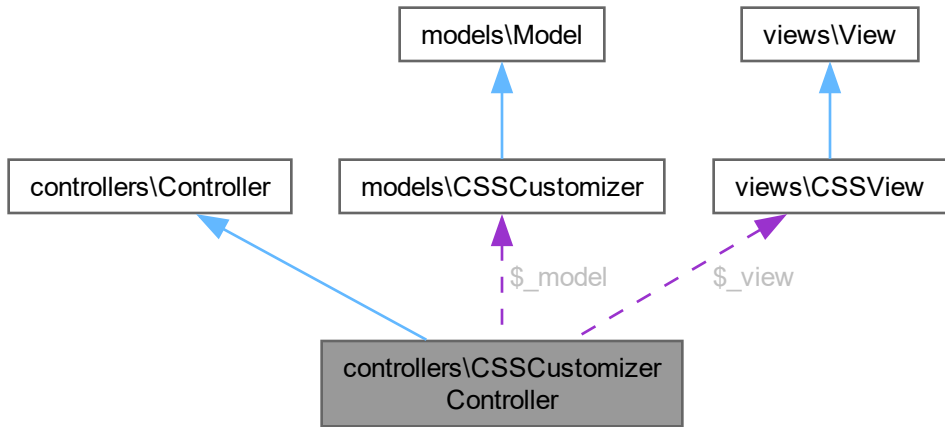 models\Model
views\View
controllers\Controller
models\CSSCustomizer
views\CSSView
$_model
$_view
controllers\CSSCustomizer
Controller